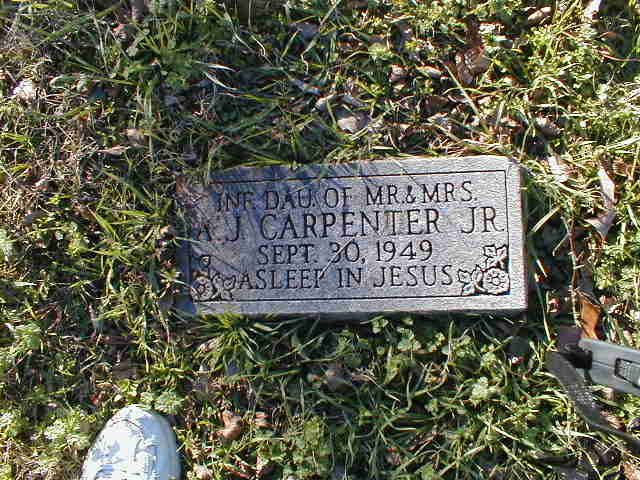 INF. DAU. OF MR. & MRS.
A. J. CARPENTER JR.
SEPT. 30, 1949
ASLEEP IN JESUS